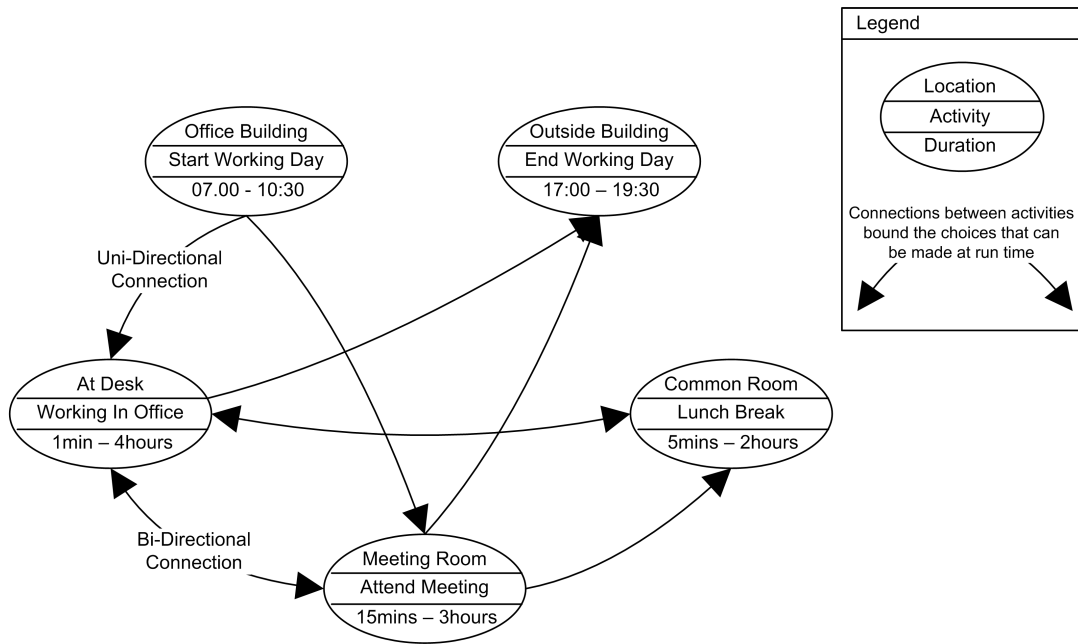 Legend
Location
Activity
Duration
Connections between activities
bound the choices that can
be made at run time
Office Building
Start Working Day
07.00 - 10:30
Outside Building
End Working Day
17:00 – 19:30
Uni-Directional
Connection
At Desk
Working In Office
1min – 4hours
Common Room
Lunch Break
5mins – 2hours
Bi-Directional
Connection
Meeting Room
Attend Meeting
15mins – 3hours